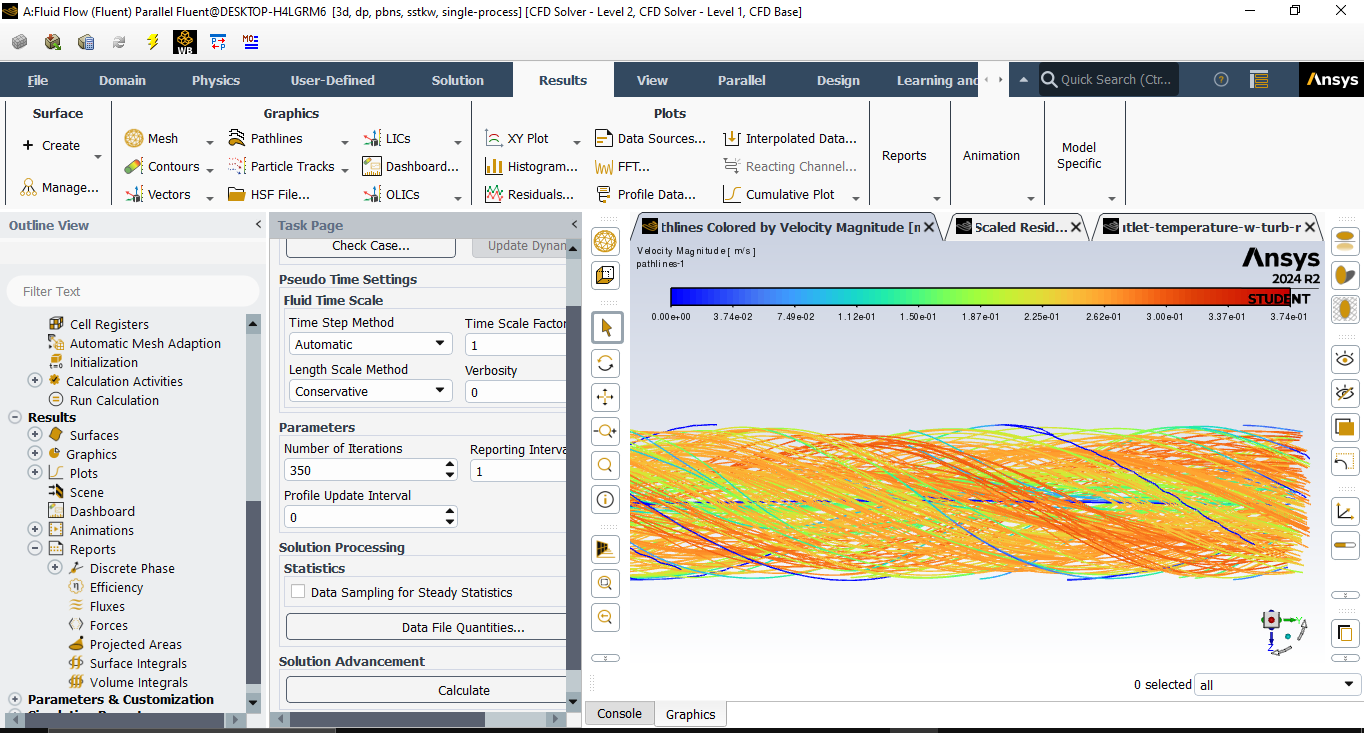 A:Fluid Flow (Fluent) Parallel Fluent@DESKTOP-H4LGRM6 [3d, dp, pbns, sstkw, single-process] [CFD Solver - Level 2, CFD Solver - Level 1, CFD Base]
WB
File Domain Physics User-Defined Solution Results View Parallel Design Learning and Quick Search (Ctr... Ansys
Surface
Create
Manage...
Graphics
Mesh Pathlines LICs
Contours Particle Tracks Dashboard...
Vectors HSF File... OLICs
Plots
XY Plot Data Sources... Interpolated Data...
Histogram... FFT... Reacting Channel...
Residuals... Profile Data... Cumulative Plot
Reports
Animation
Model
Specific
Outline View
Filter Text
Cell Registers
Automatic Mesh Adaption
Initialization
Calculation Activities
Run Calculation
Results
Surfaces
Graphics
Plots
Scene
Dashboard
Animations
Reports
Discrete Phase
Efficiency
Fluxes
Forces
Projected Areas
Surface Integrals
Volume Integrals
Parameters & Customization
Task Page
Check Case... Update Dynam
Pseudo Time Settings
Fluid Time Scale
Time Step Method Time Scale Factor
Automatic 1
Length Scale Method Verbosity
Conservative 0
Parameters
Number of Iterations Reporting Interva
350 1
Profile Update Interval
0
Solution Processing
Statistics
Data Sampling for Steady Statistics
Data File Quantities...
Solution Advancement
Calculate
thlines Colored by Velocity Magnitude [m Scaled Resid... tlet-temperature-w-turb-r
Velocity Magnitude [ m/s ]
pathlines-1
Ansys
2024 R2
STUDENT
0.00e+00 3.74e-02 7.49e-02 1.12e-01 1.50e-01 1.87e-01 2.25e-01 2.62e-01 3.00e-01 3.37e-01 3.74e-01
Y
Z
0 selected all
Console Graphics